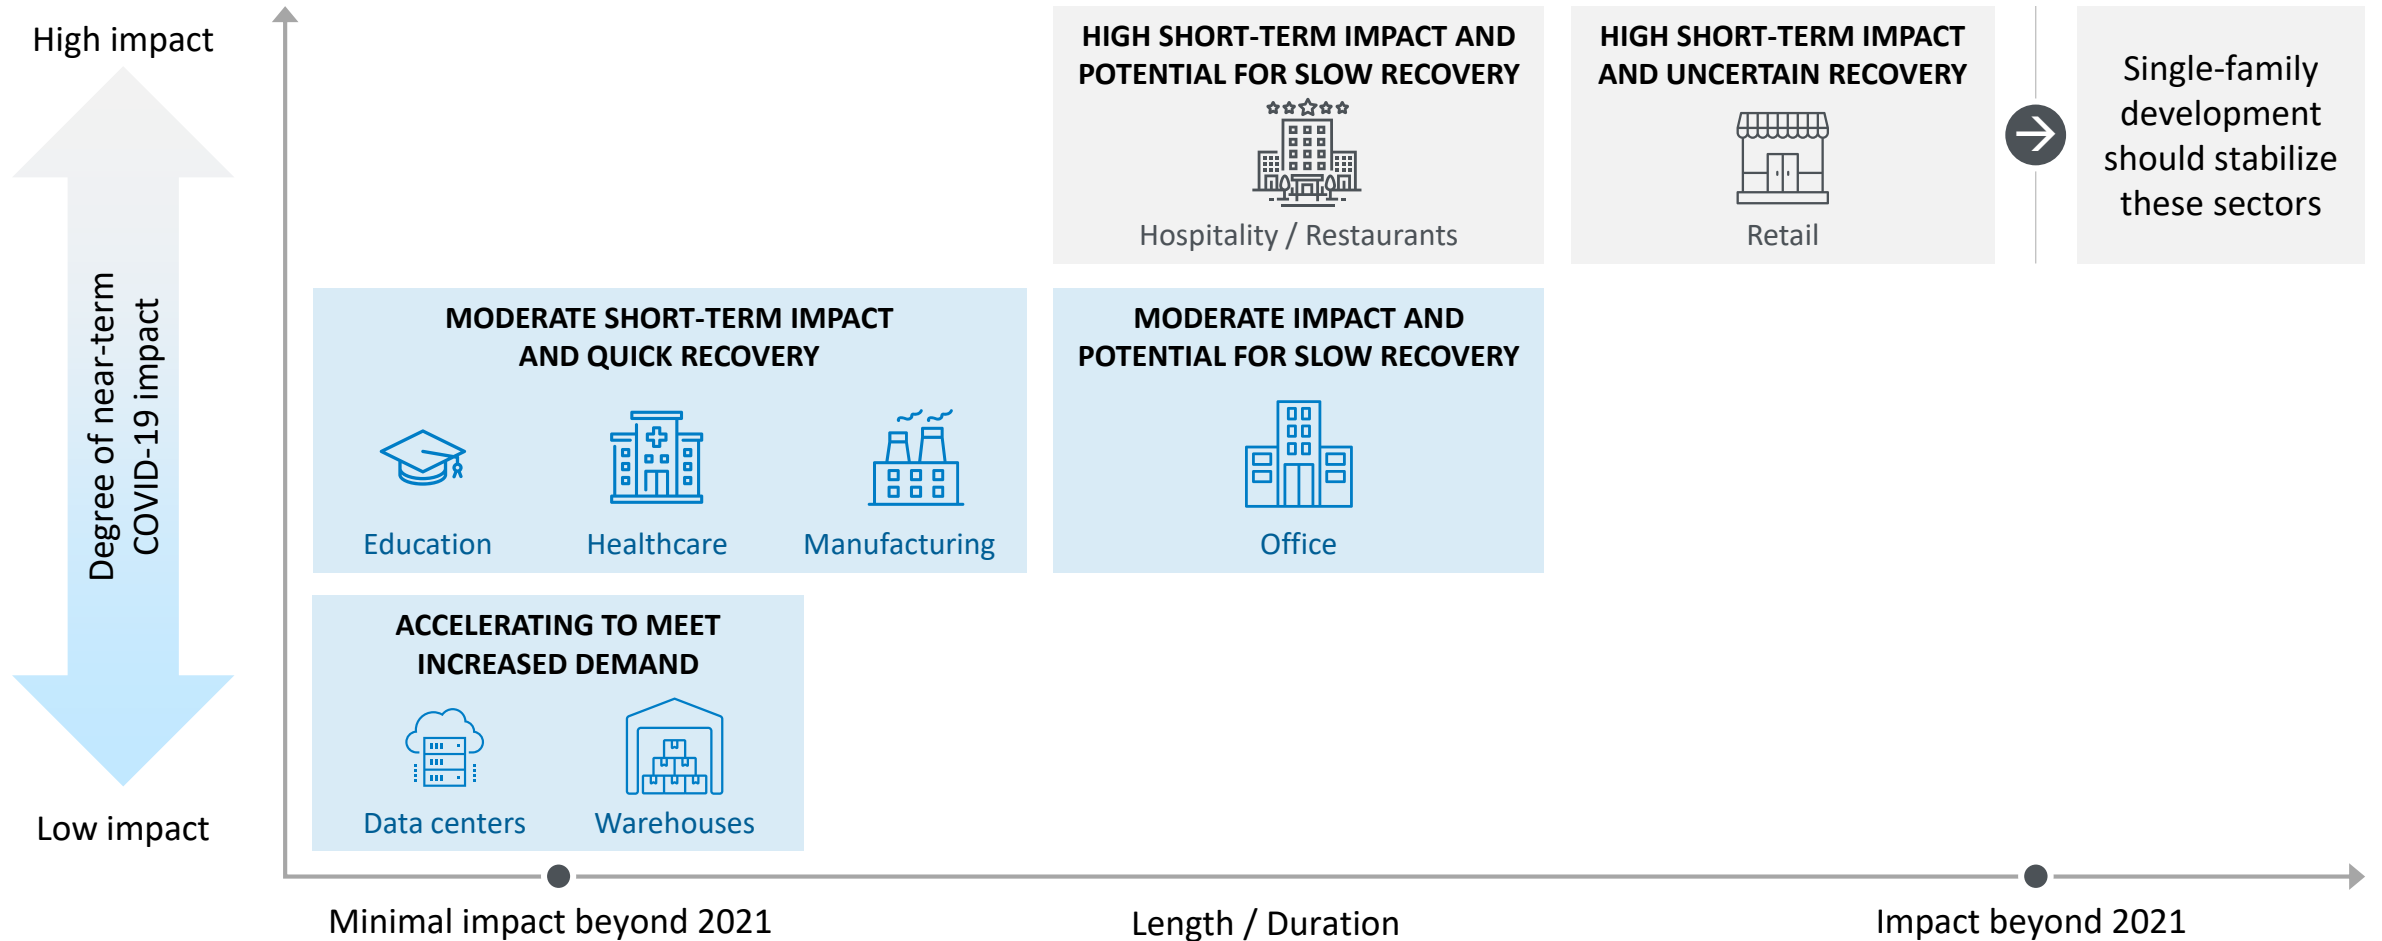 High impact
Degree of near-term
COVID-19 impact
Low impact
HIGH SHORT-TERM IMPACT AND
POTENTIAL FOR SLOW RECOVERY
Hospitality / Restaurants
HIGH SHORT-TERM IMPACT
AND UNCERTAIN RECOVERY
Retail
Single-family
development
should stabilize
these sectors
MODERATE SHORT-TERM IMPACT
AND QUICK RECOVERY
Education
Healthcare
Manufacturing
MODERATE IMPACT AND
POTENTIAL FOR SLOW RECOVERY
Office
ACCELERATING TO MEET
INCREASED DEMAND
Data centers
Warehouses
Minimal impact beyond 2021
Length / Duration
Impact beyond 2021